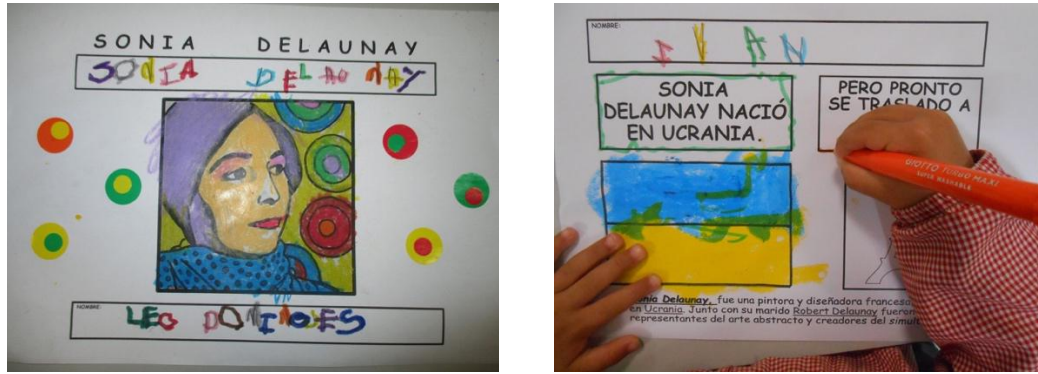 SONIA DELAUNAY
SONIA DELAUNAY
NOMBRE:
LEO DOMINGUES
NOMBRE:
IVAN
SONIA
DELAUNAY NACIÓ
EN UCRANIA.
PERO PRONTO
SE TRASLADÓ A
GIOTTO TURBO MAXI
SUPER WASHABLE
Sonia Delaunay, fue una pintora y diseñadora francesa
en Ucrania. Junto con su marido Robert Delaunay fueron
representantes del arte abstracto y creadores del simult